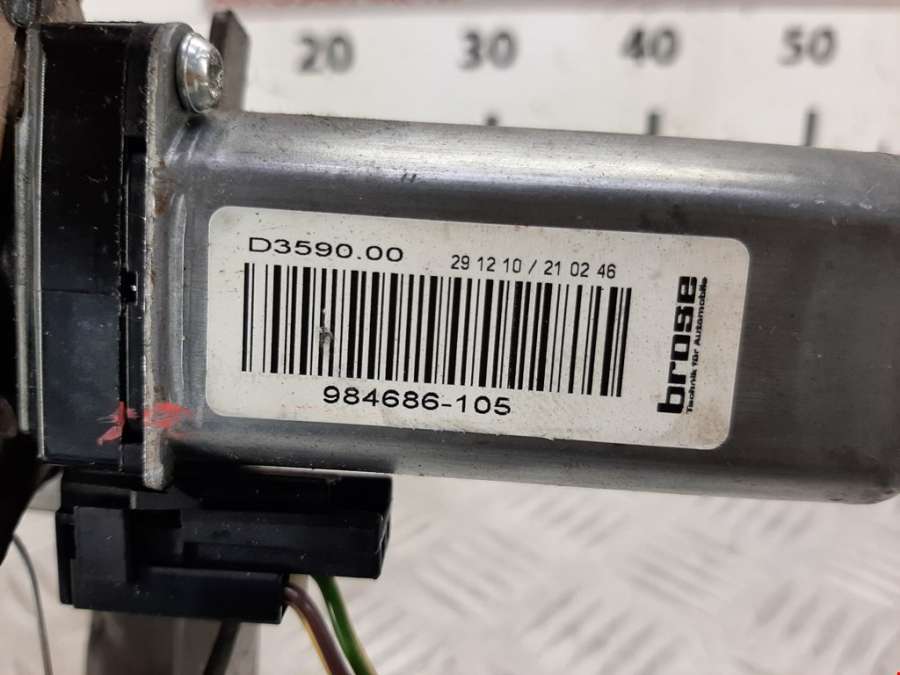 20 30 40 50
D3590.00
29 12 10 / 21 02 46
984686-105
brose
Technik für Automobile